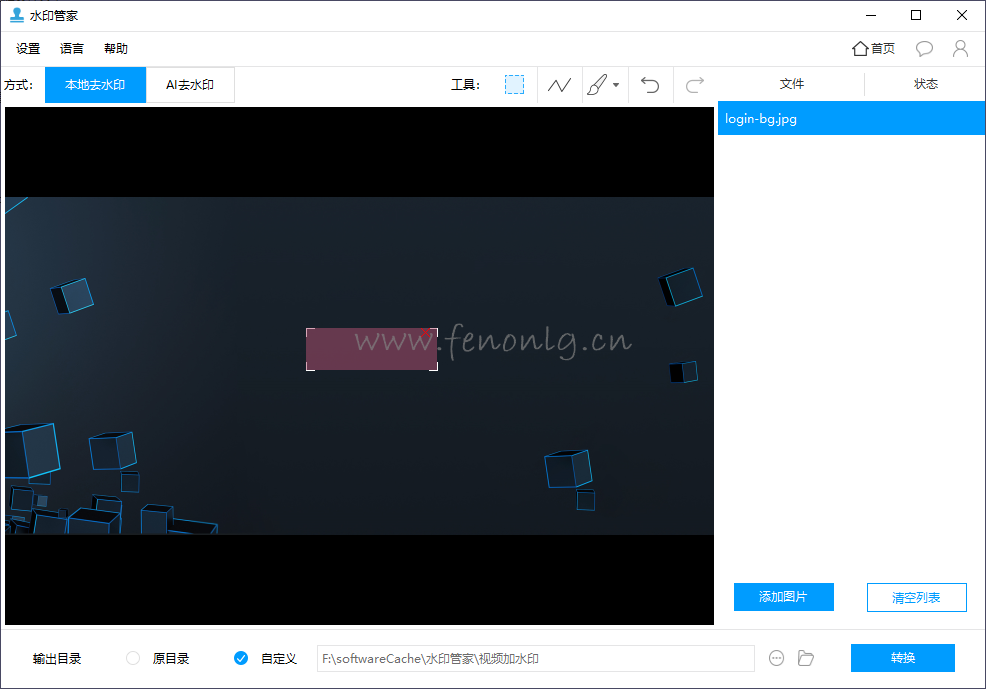 水印管家
设置 语言 帮助 首页
方式: 本地去水印 AI去水印 工具: 文件 状态
login-bg.jpg
www.fenonlg.cn
添加图片 清空列表
输出目录 原目录 自定义 F:\softwareCache\水印管家\视频加水印 转换